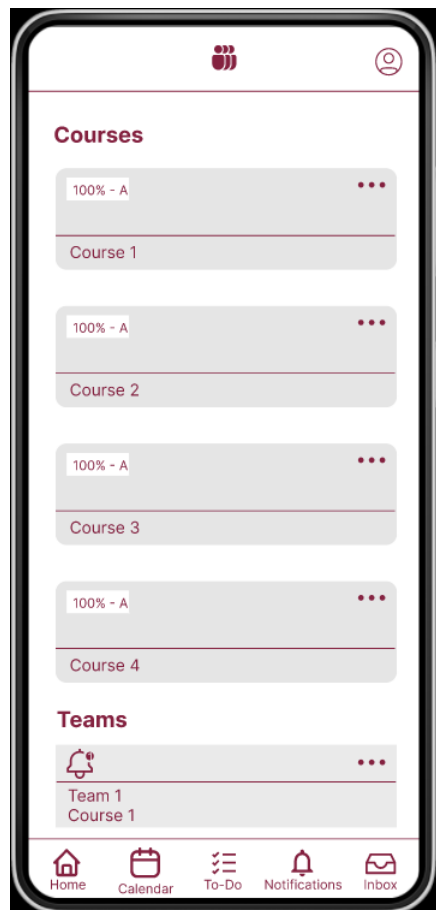 Courses
100% - A
Course 1
100% - A
Course 2
100% - A
Course 3
100% - A
Course 4
Teams
Team 1
Course 1
Home Calendar To-Do Notifications Inbox